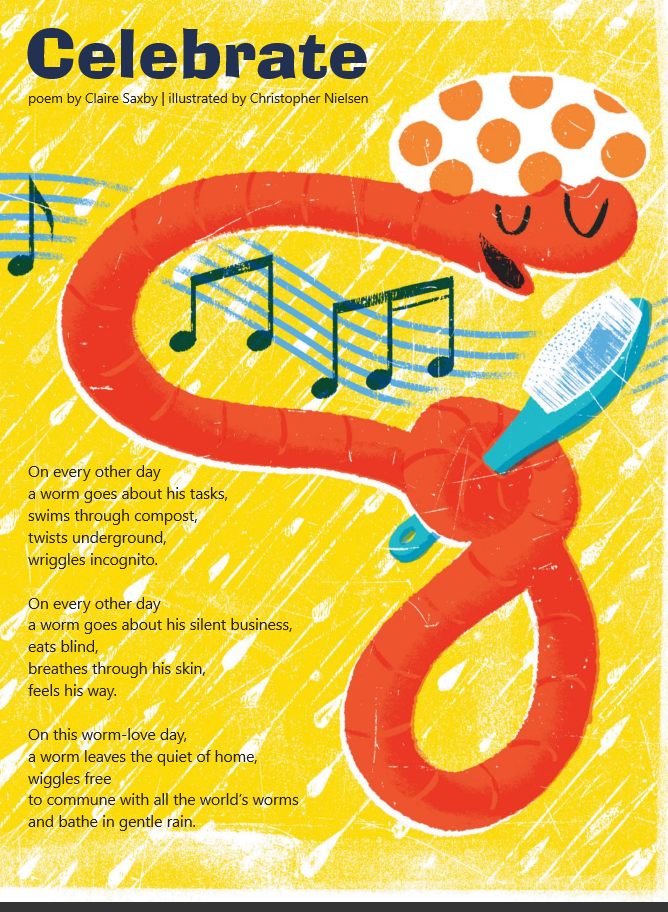 Celebrate
poem by Claire Saxby | illustrated by Christopher Nielsen
On every other day
a worm goes about his tasks,
swims through compost,
twists underground,
wriggles incognito.
On every other day
a worm goes about his silent business,
eats blind,
breathes through his skin,
feels his way.
On this worm-love day,
a worm leaves the quiet of home,
wiggles free
to commune with all the world’s worms
and bathe in gentle rain.